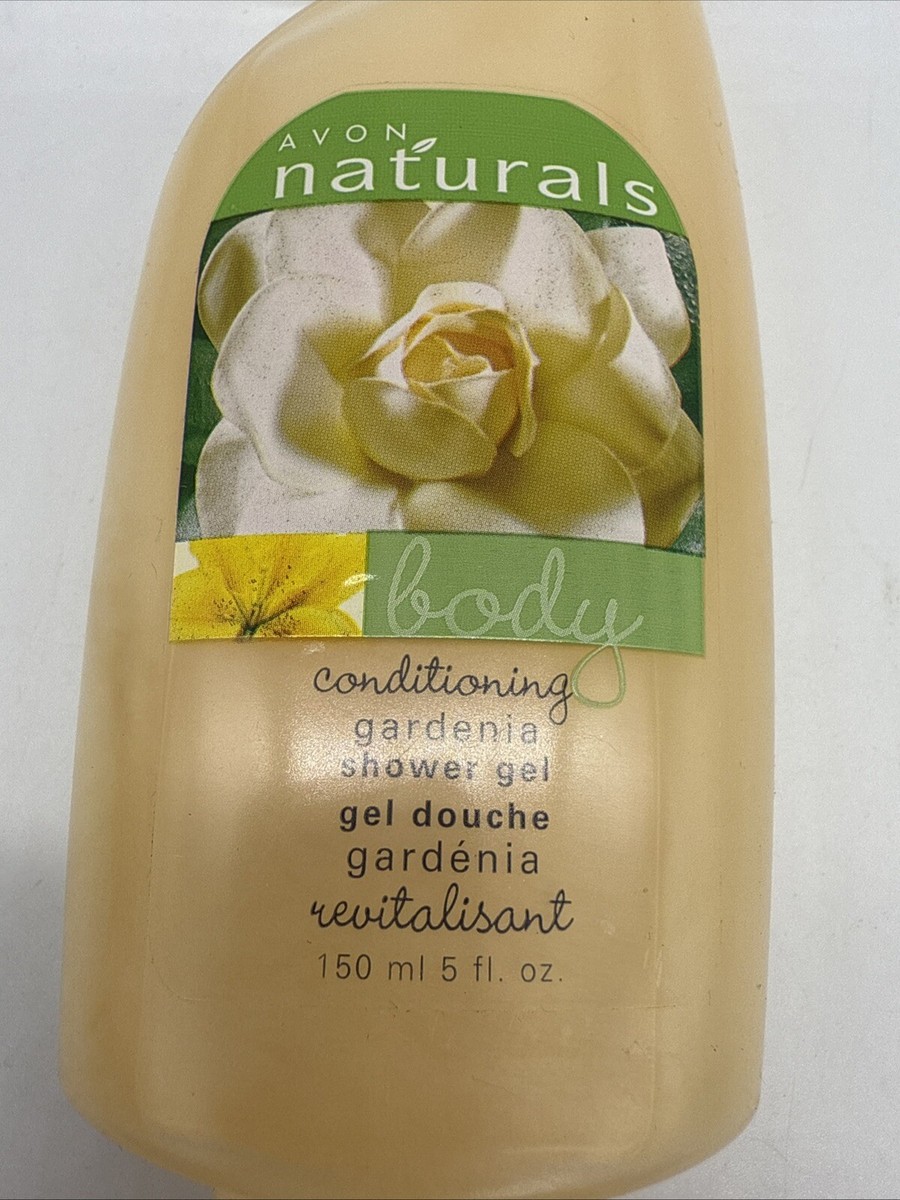 AVON
naturals
body
conditioning
gardenia
shower gel
gel douche
gardénia
revitalisant
150 ml 5 fl. oz.